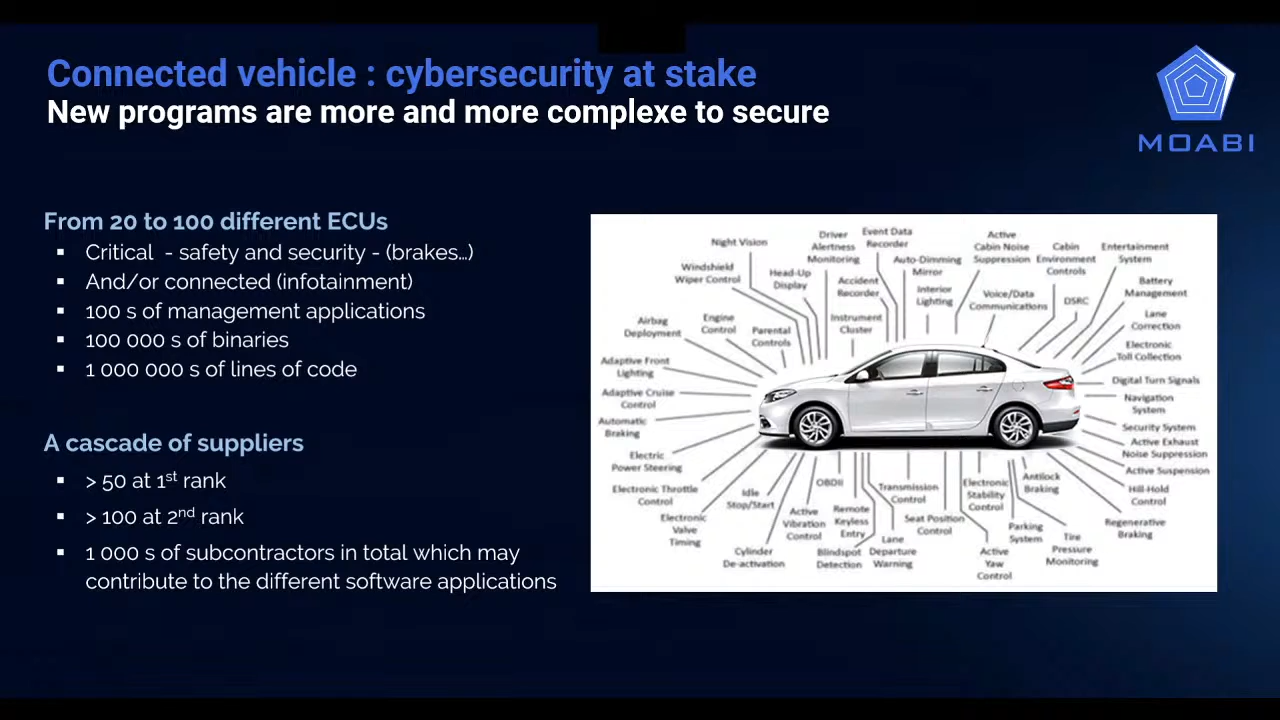 Connected vehicle : cybersecurity at stake
New programs are more and more complexe to secure
MOABI
From 20 to 100 different ECUs
▪ Critical - safety and security - (brakes…)
▪ And/or connected (infotainment)
▪ 100 s of management applications
▪ 100 000 s of binaries
▪ 1 000 000 s of lines of code
A cascade of suppliers
▪ > 50 at 1st rank
▪ > 100 at 2nd rank
▪ 1 000 s of subcontractors in total which may
contribute to the different software applications
Night Vision
Driver
Alertness
Monitoring
Event Data
Recorder
Active
Cabin Noise
Suppression
Cabin
Environment
Controls
Entertainment
System
Windshield
Wiper Control
Head-Up
Display
Accident
Recorder
Auto-Dimming
Mirror
Interior
Lighting
Voice/Data
Communications
DSRC
Battery
Management
Airbag
Deployment
Engine
Control
Parental
Controls
Instrument
Cluster
Lane
Correction
Electronic
Toll Collection
Adaptive Front
Lighting
Digital Turn Signals
Adaptive Cruise
Control
Navigation
System
Automatic
Braking
Security System
Active Exhaust
Noise Suppression
Electric
Power Steering
Active Suspension
Electronic Throttle
Control
Idle
Stop/Start
OBDII
Transmission
Control
Electronic
Stability
Control
Antilock
Braking
Hill-Hold
Control
Electronic
Valve
Timing
Active
Vibration
Control
Remote
Keyless
Entry
Seat Position
Control
Parking
System
Regenerative
Braking
Cylinder
De-activation
Blindspot
Detection
Lane
Departure
Warning
Active
Yaw
Control
Tire
Pressure
Monitoring